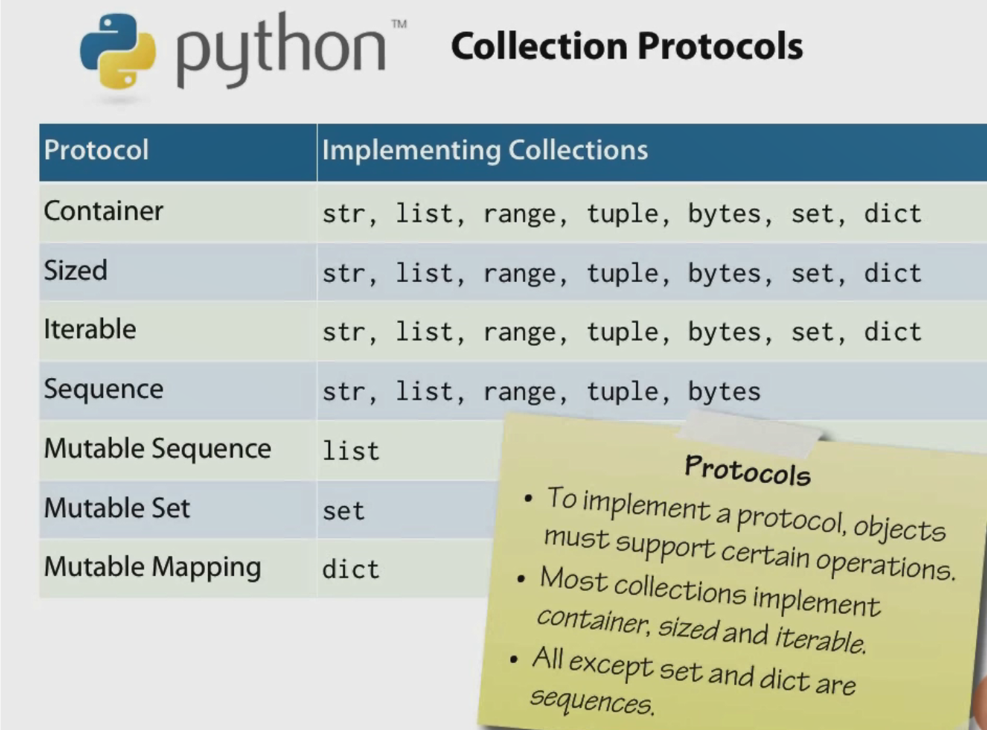 python™ Collection Protocols
Protocol Implementing Collections
Container str, list, range, tuple, bytes, set, dict
Sized str, list, range, tuple, bytes, set, dict
Iterable str, list, range, tuple, bytes, set, dict
Sequence str, list, range, tuple, bytes
Mutable Sequence list
Mutable Set set
Mutable Mapping dict
Protocols
• To implement a protocol, objects
must support certain operations.
• Most collections implement
container, sized and iterable.
• All except set and dict are
sequences.